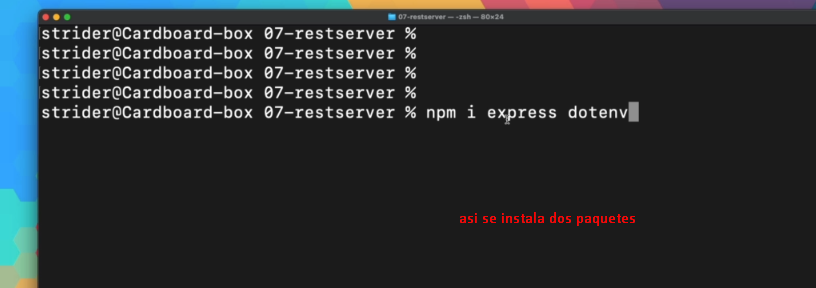 07-restserver — -zsh — 80×24
strider@Cardboard-box 07-restserver %
strider@Cardboard-box 07-restserver %
strider@Cardboard-box 07-restserver %
strider@Cardboard-box 07-restserver %
strider@Cardboard-box 07-restserver % npm i express dotenv
asi se instala dos paquetes